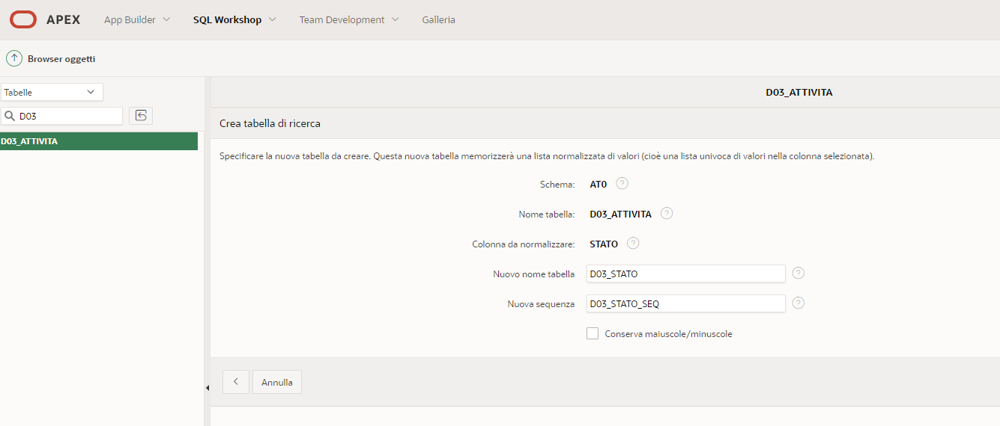 APEX App Builder SQL Workshop Team Development Galleria
Browser oggetti
Tabelle
D03
D03_ATTIVITA
D03_ATTIVITA
Crea tabella di ricerca
Specificare la nuova tabella da creare. Questa nuova tabella memorizzerà una lista normalizzata di valori (cioè una lista univoca di valori nella colonna selezionata).
Schema: AT0 ?
Nome tabella: D03_ATTIVITA ?
Colonna da normalizzare: STATO ?
Nuovo nome tabella D03_STATO ?
Nuova sequenza D03_STATO_SEQ ?
Conserva maiuscole/minuscole
Annulla